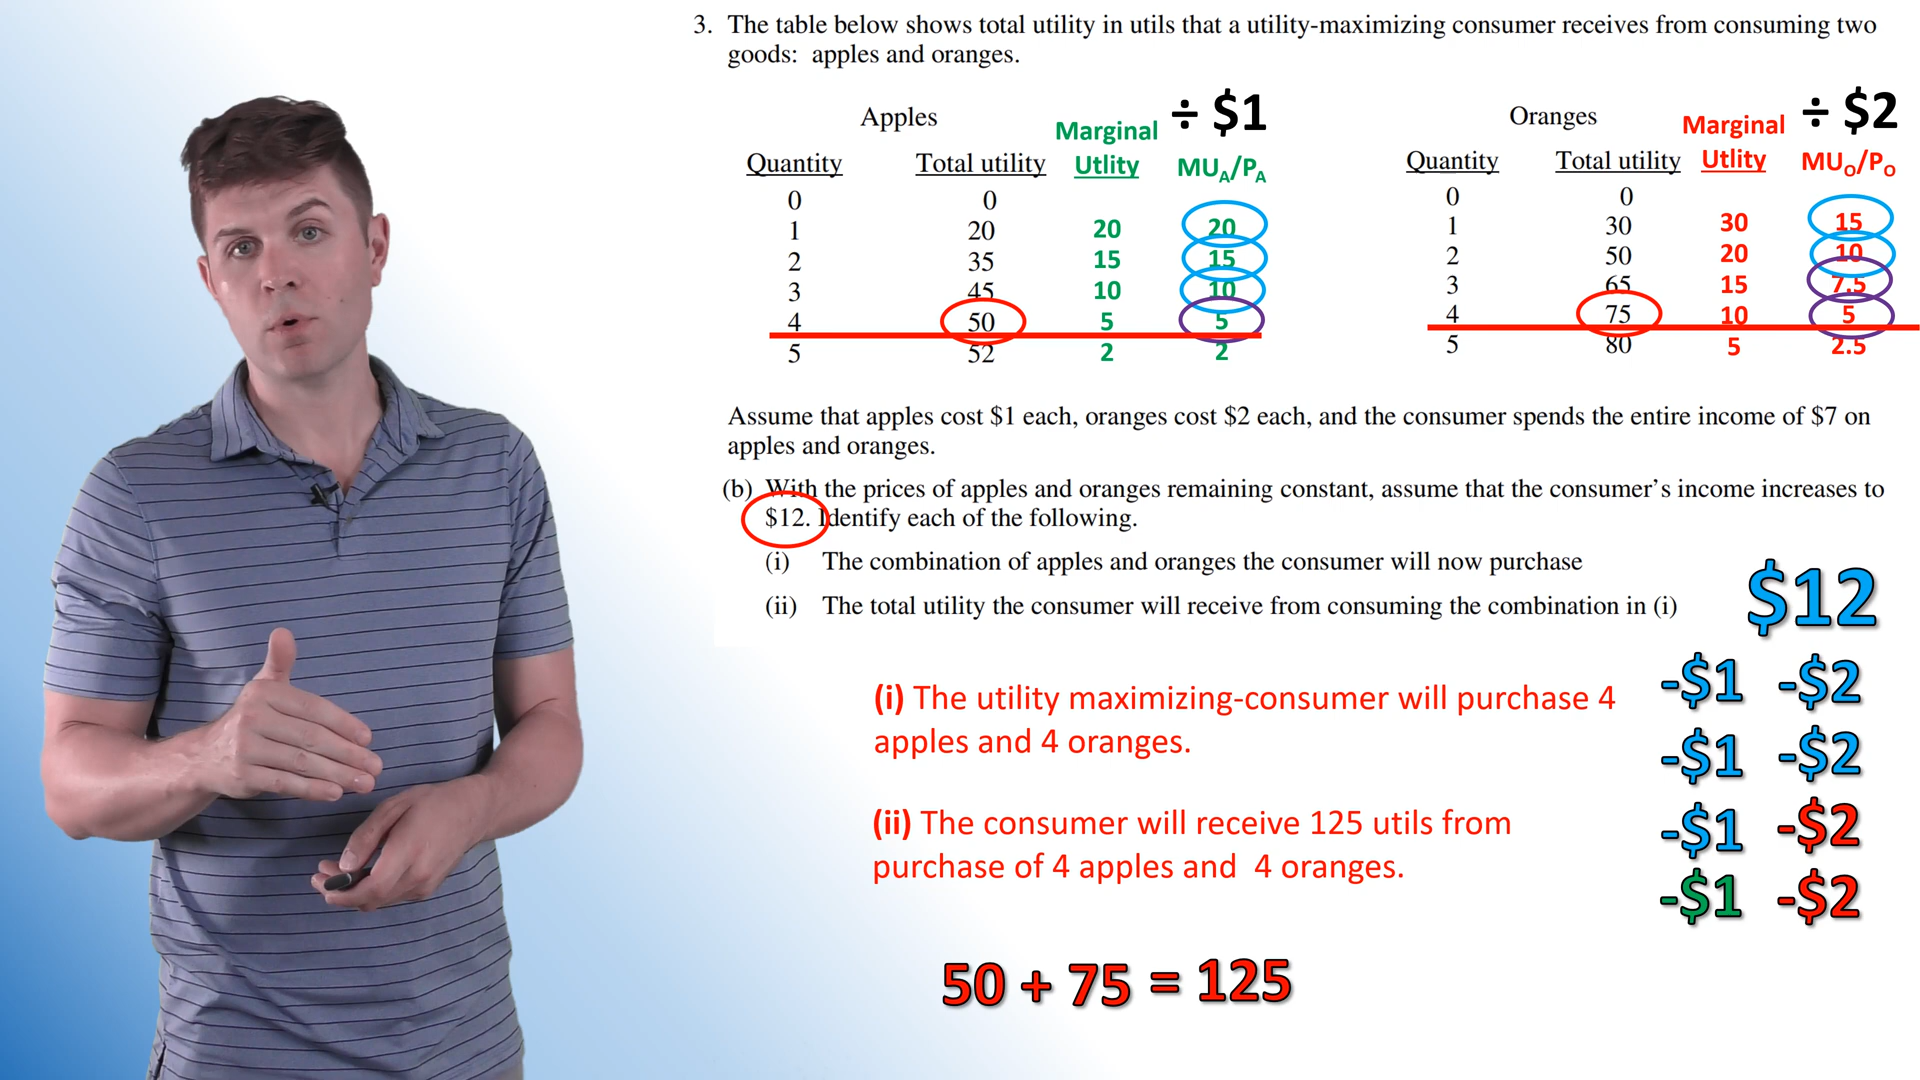 3. The table below shows total utility in utils that a utility-maximizing consumer receives from consuming two
goods: apples and oranges.
Apples
Marginal ÷ $1
Quantity Total utility Utlity MUA/PA
0 0
1 20 20 20
2 35 15 15
3 45 10 10
4 50 5 5
5 52 2 2
Oranges
Marginal ÷ $2
Quantity Total utility Utlity MUO/PO
0 0
1 30 30 15
2 50 20 10
3 65 15 7.5
4 75 10 5
5 80 5 2.5
Assume that apples cost $1 each, oranges cost $2 each, and the consumer spends the entire income of $7 on
apples and oranges.
(b) With the prices of apples and oranges remaining constant, assume that the consumer's income increases to
$12. Identify each of the following.
(i) The combination of apples and oranges the consumer will now purchase
(ii) The total utility the consumer will receive from consuming the combination in (i)
(i) The utility maximizing-consumer will purchase 4
apples and 4 oranges.
(ii) The consumer will receive 125 utils from
purchase of 4 apples and 4 oranges.
50 + 75 = 125
$12
-$1 -$2
-$1 -$2
-$1 -$2
-$1 -$2